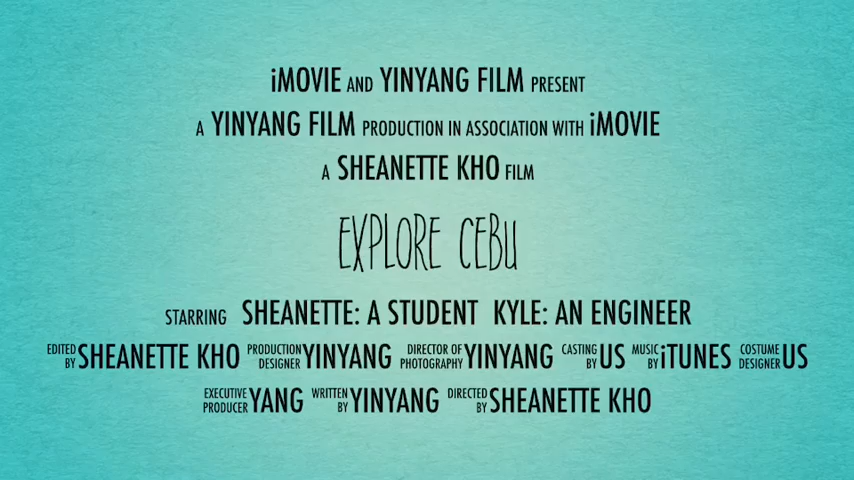 iMOVIE AND YINYANG FILM PRESENT
A YINYANG FILM PRODUCTION IN ASSOCIATION WITH iMOVIE
A SHEANETTE KHO FILM
EXPLORE CEBU
STARRING SHEANETTE: A STUDENT KYLE: AN ENGINEER
EDITED BY SHEANETTE KHO PRODUCTION DESIGNER YINYANG DIRECTOR OF PHOTOGRAPHY YINYANG CASTING BY US MUSIC BY iTUNES COSTUME DESIGNER US
EXECUTIVE PRODUCER YANG WRITTEN BY YINYANG DIRECTED BY SHEANETTE KHO